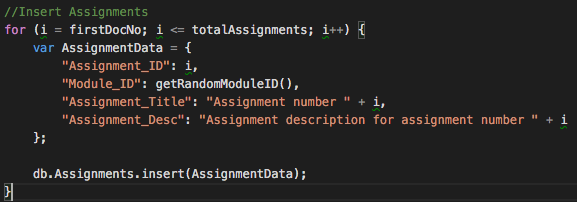 //Insert Assignments
for (i = firstDocNo; i <= totalAssignments; i++) {
    var AssignmentData = {
        "Assignment_ID": i,
        "Module_ID": getRandomModuleID(),
        "Assignment_Title": "Assignment number " + i,
        "Assignment_Desc": "Assignment description for assignment number " + i
    };

    db.Assignments.insert(AssignmentData);
}